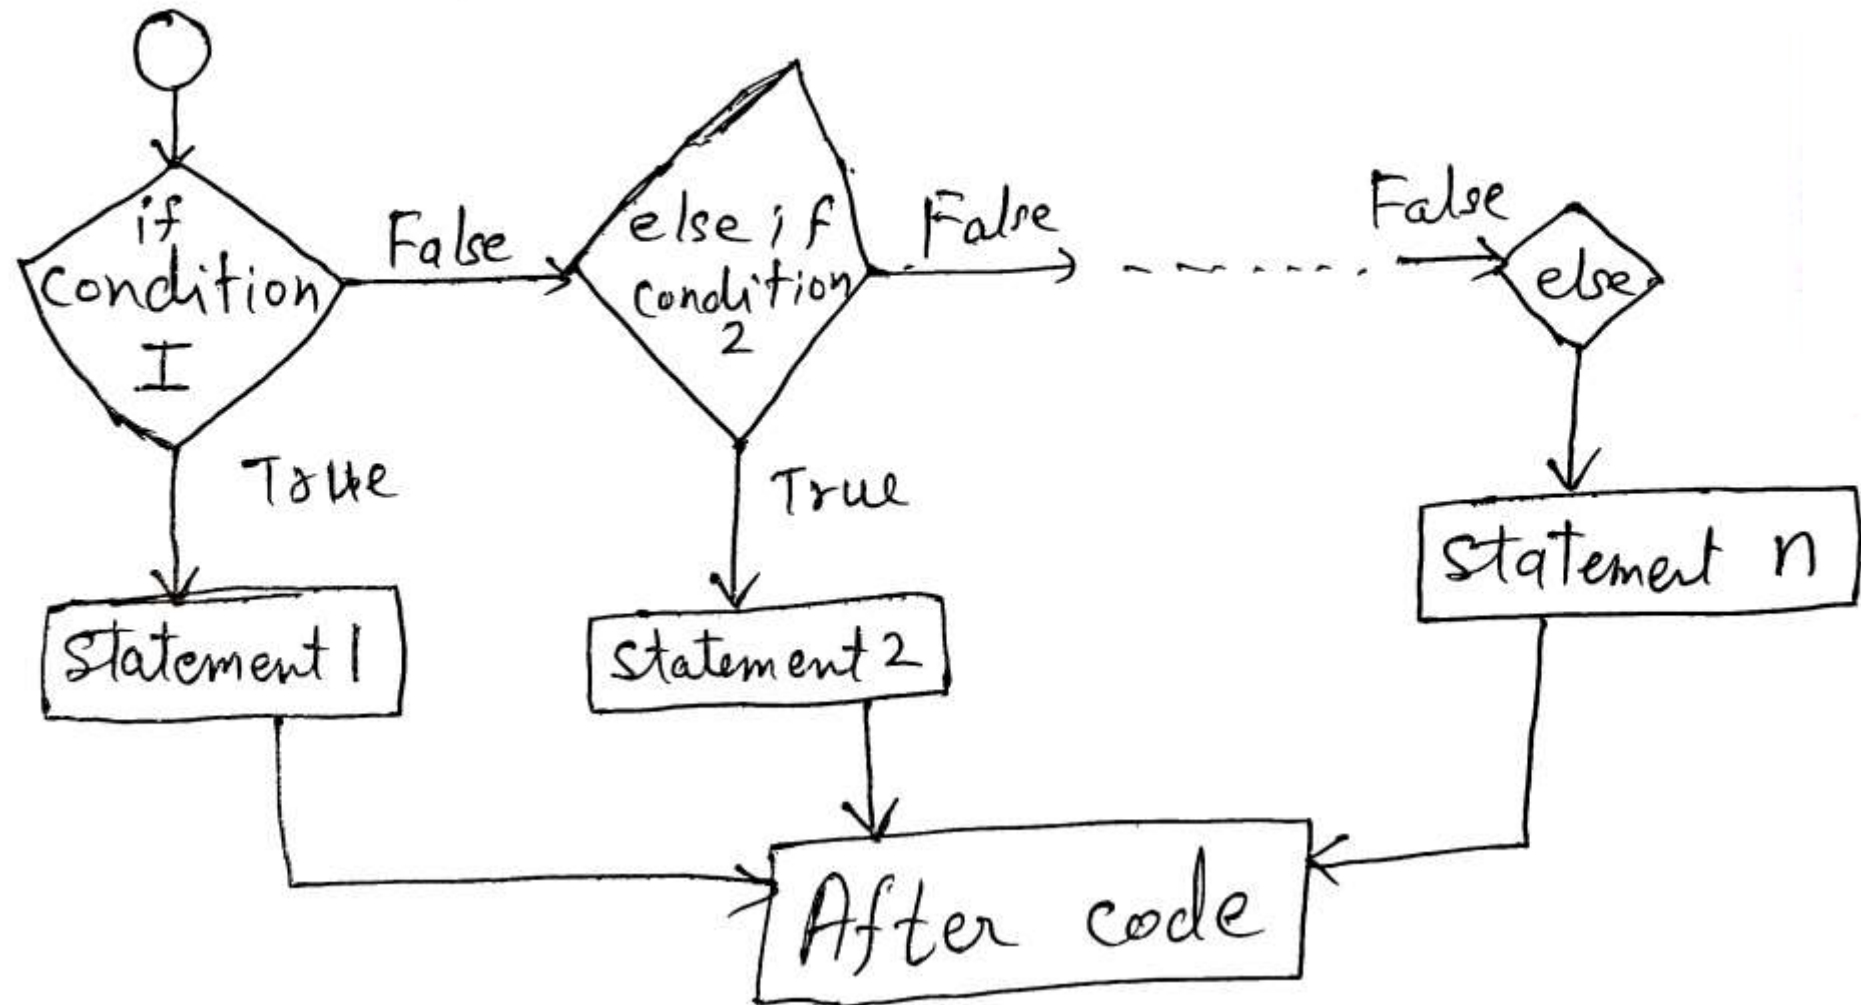 if
Condition
I
False
else if
condition
2
False
False
else
True
True
Statement 1
Statement 2
Statement n
After code